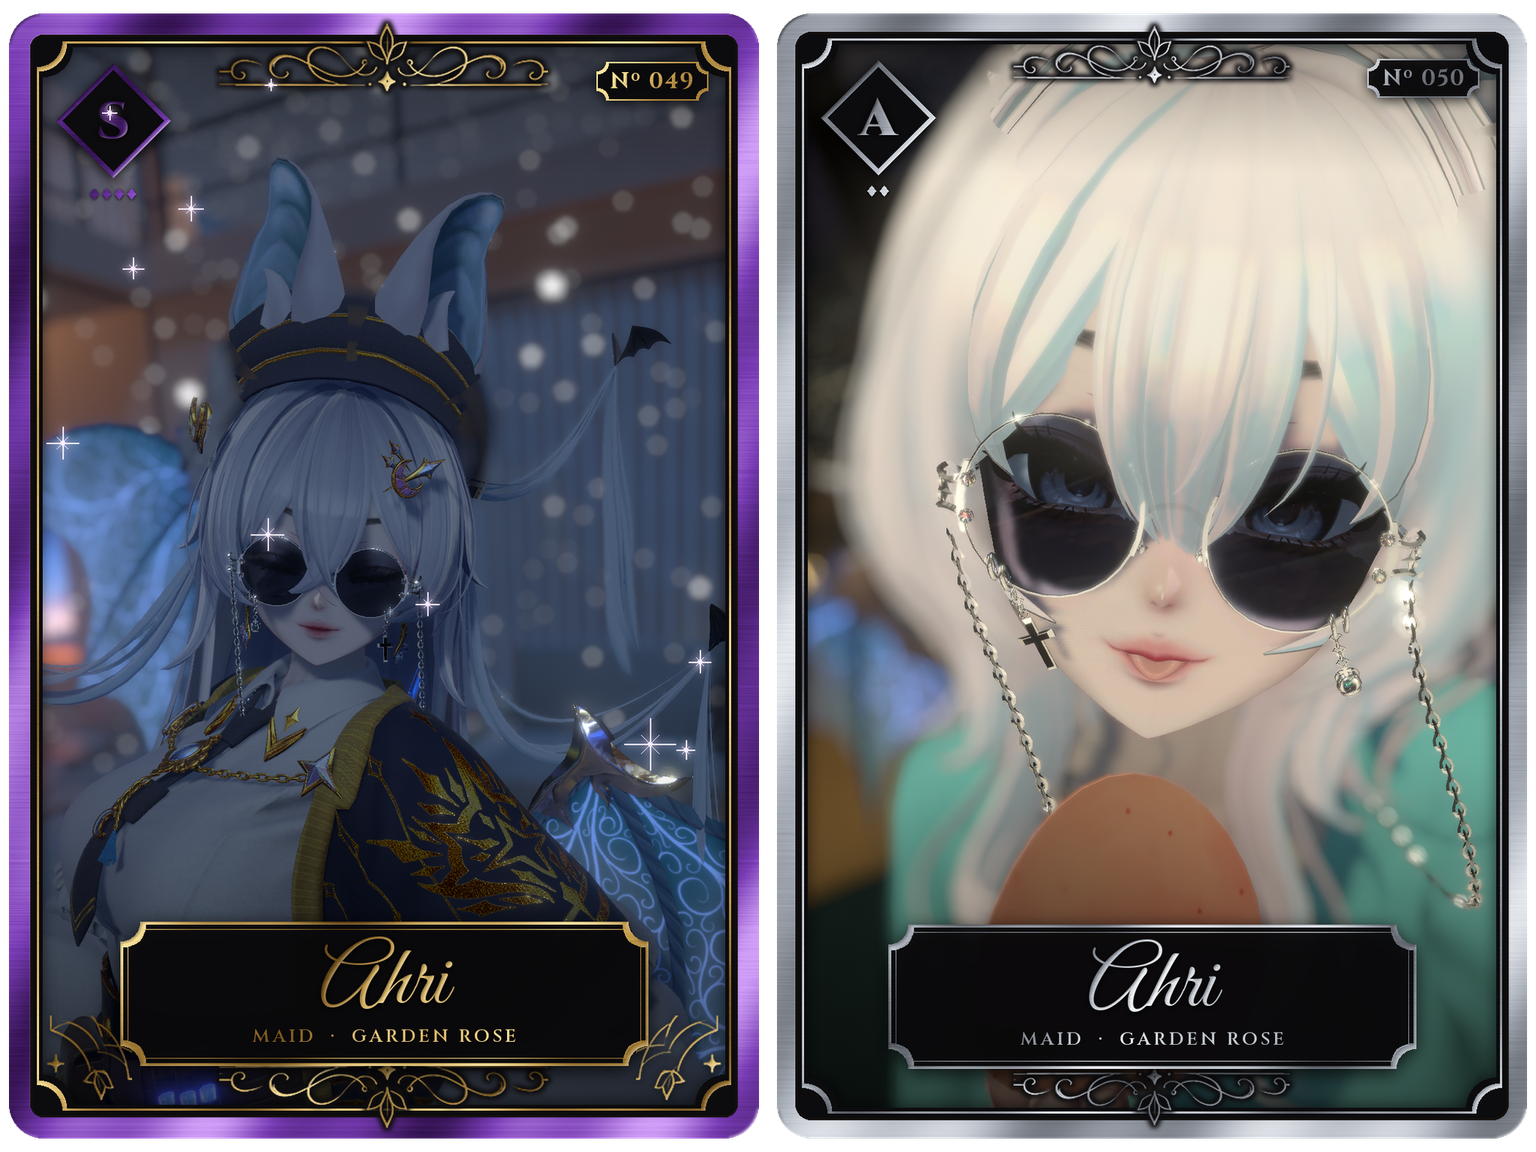 S
Nº 049
Ahri
MAID · GARDEN ROSE
A
Nº 050
Ahri
MAID · GARDEN ROSE